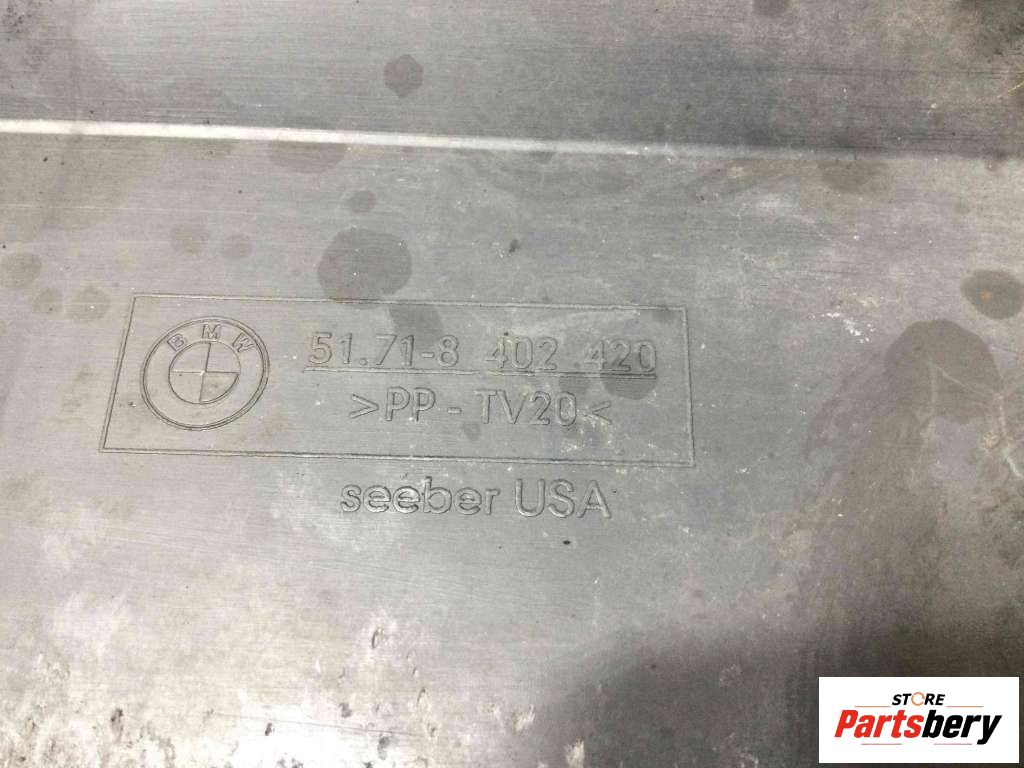 BMW
51.71-8 402 420
>PP-TV20<
seeber USA
STORE
Partsbery